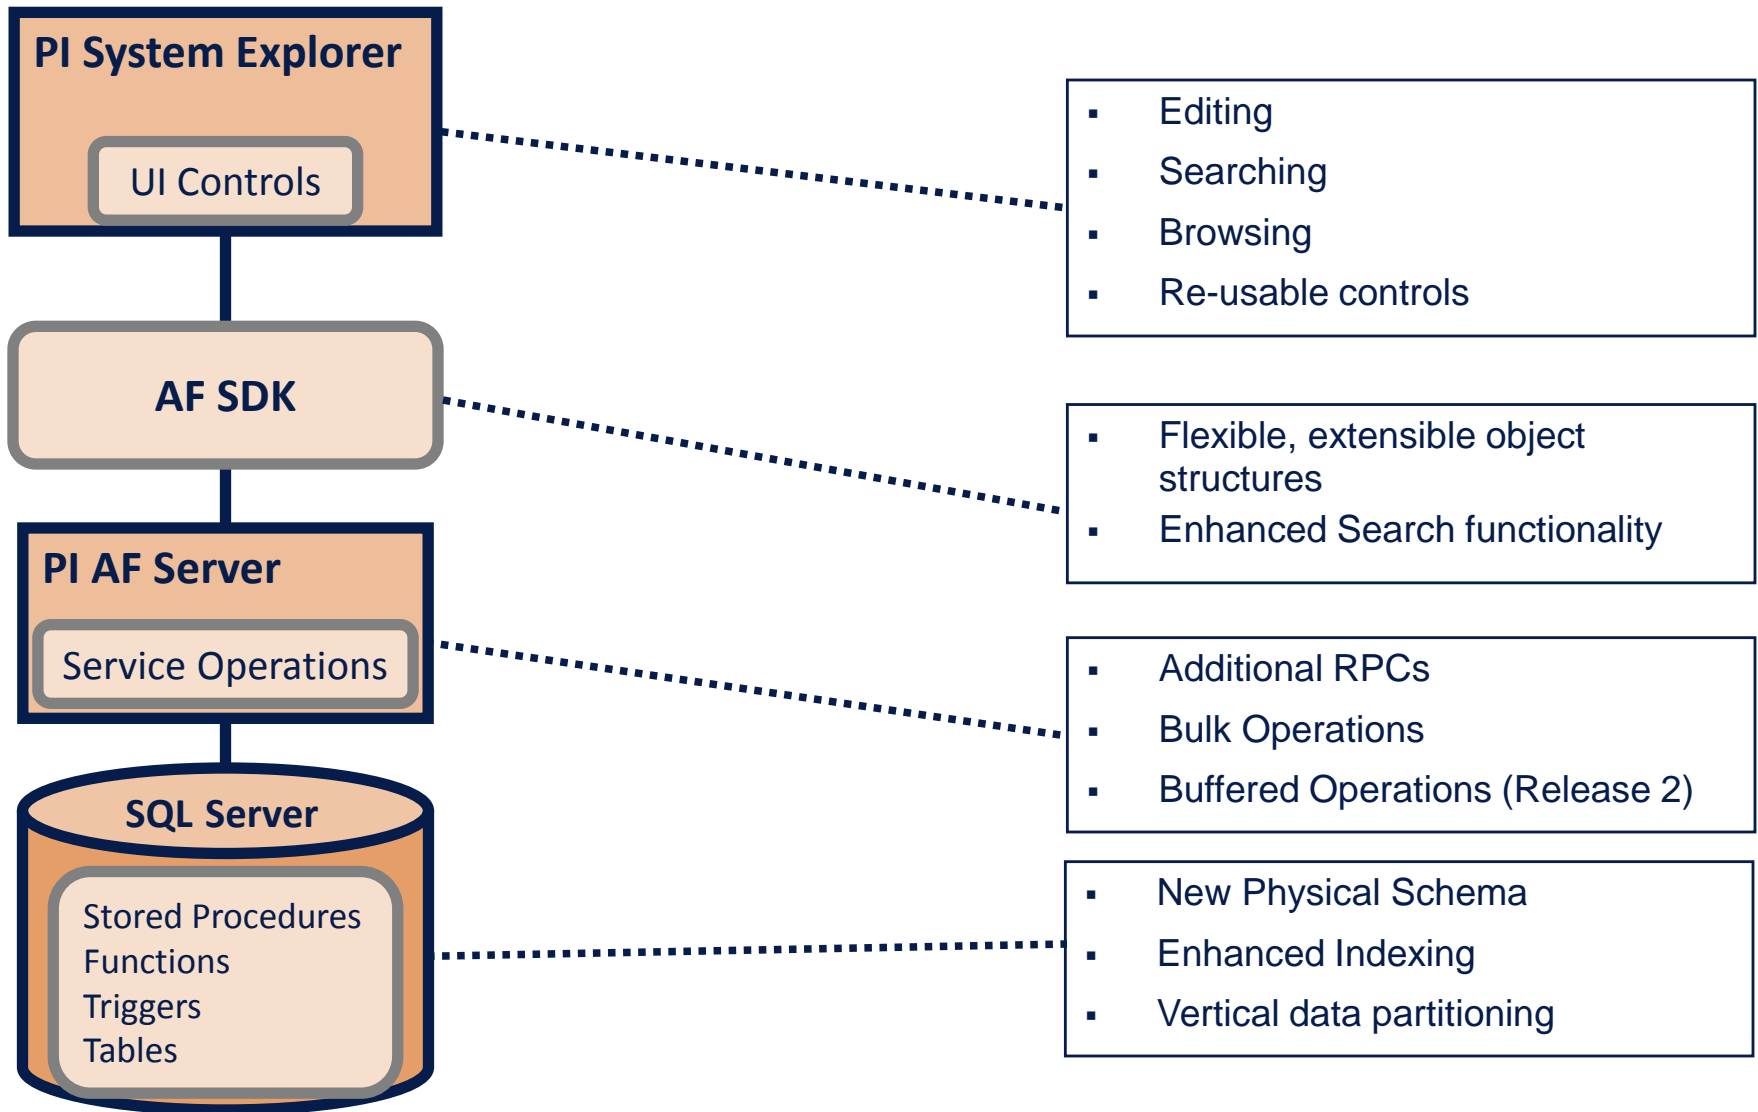 PI System Explorer
UI Controls
▪ Editing
▪ Searching
▪ Browsing
▪ Re-usable controls
AF SDK
▪ Flexible, extensible object
structures
▪ Enhanced Search functionality
PI AF Server
Service Operations
▪ Additional RPCs
▪ Bulk Operations
▪ Buffered Operations (Release 2)
SQL Server
Stored Procedures
Functions
Triggers
Tables
▪ New Physical Schema
▪ Enhanced Indexing
▪ Vertical data partitioning